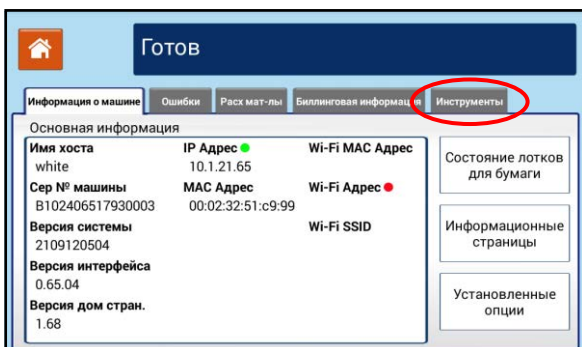 Готов
Информация о машине Ошибки Расх мат-лы Биллинговая информация Инструменты
Основная информация
Имя хоста IP Адрес Wi-Fi MAC Адрес
white 10.1.21.65
Сер № машины MAC Адрес Wi-Fi Адрес
B102406517930003 00:02:32:51:c9:99
Версия системы Wi-Fi SSID
2109120504
Версия интерфейса
0.65.04
Версия дом стран.
1.68
Состояние лотков
для бумаги
Информационные
страницы
Установленные
опции